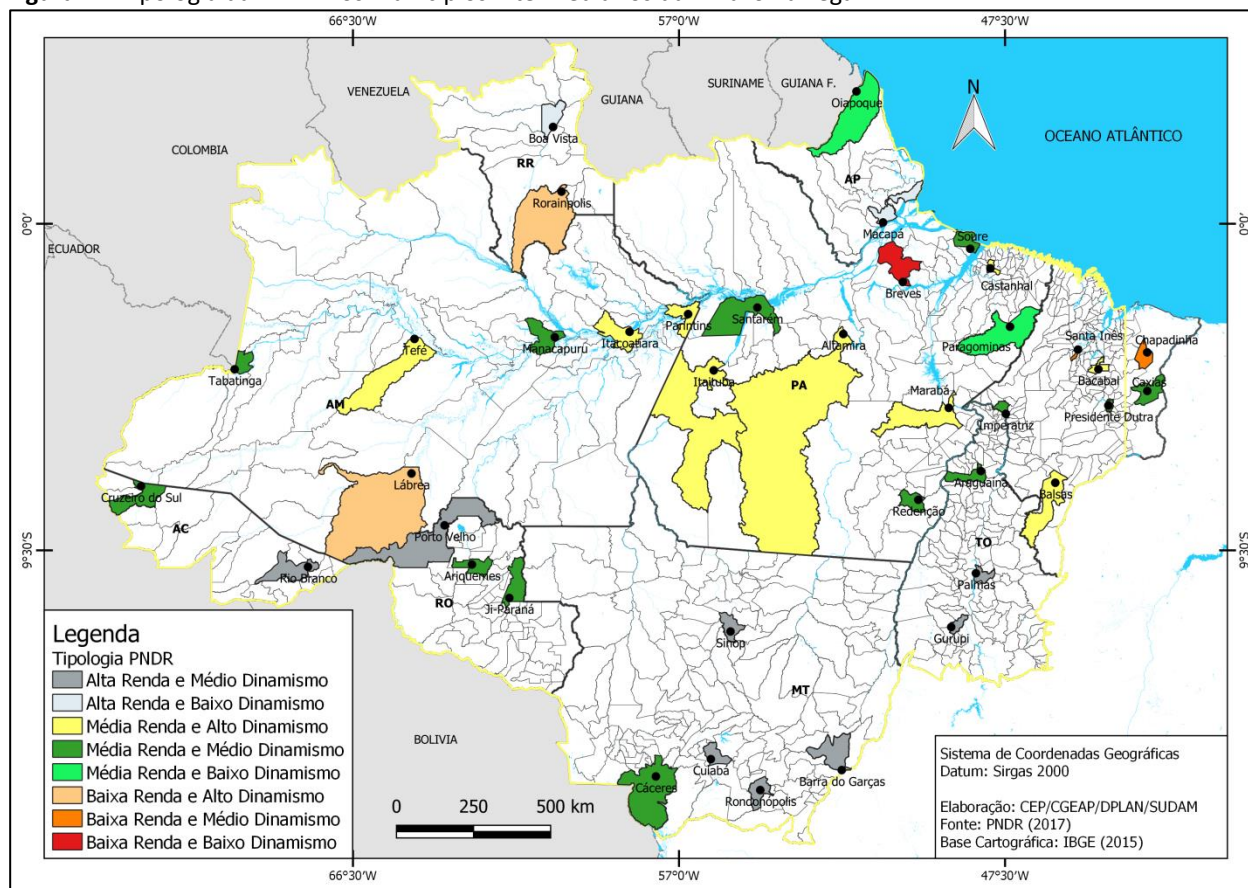 66°30'W 57°0'W 47°30'W
VENEZUELA
SURINAME
GUIANA F.
GUIANA
Oiapoque
N
OCEANO ATLÂNTICO
COLOMBIA
Boa Vista
RR
AP
Rorainpolis
0°0'
Macapá
0°0'
ECUADOR
Soare
Castanhal
Breves
Parintins
Santarém
Itacoatiara
Manacapuru
Tefé
Altamira
Paragominas
Santa Inês
Chapadinha
Tabatinga
Itaituba
PA
Bacabal
AM
Marabá
Caxias
Imperatriz
Presidente Dutra
Lábrea
Araguaína
Cruzeiro do Sul
Redenção
Balsas
AC
Porto Velho
TO
9°30'S
Rio Branco
Ariquemes
Palmas
9°30'S
RO
Ji-Paraná
Gurupi
Sinop
MT
BOLIVIA
Cuiabá
Barra do Garças
Cáceres
Rondonópolis
Legenda
Tipologia PNDR
Alta Renda e Médio Dinamismo
Alta Renda e Baixo Dinamismo
Média Renda e Alto Dinamismo
Média Renda e Médio Dinamismo
Média Renda e Baixo Dinamismo
Baixa Renda e Alto Dinamismo
Baixa Renda e Médio Dinamismo
Baixa Renda e Baixo Dinamismo
0 250 500 km
Sistema de Coordenadas Geográficas
Datum: Sirgas 2000
Elaboração: CEP/CGEAP/DPLAN/SUDAM
Fonte: PNDR (2017)
Base Cartográfica: IBGE (2015)
66°30'W 57°0'W 47°30'W